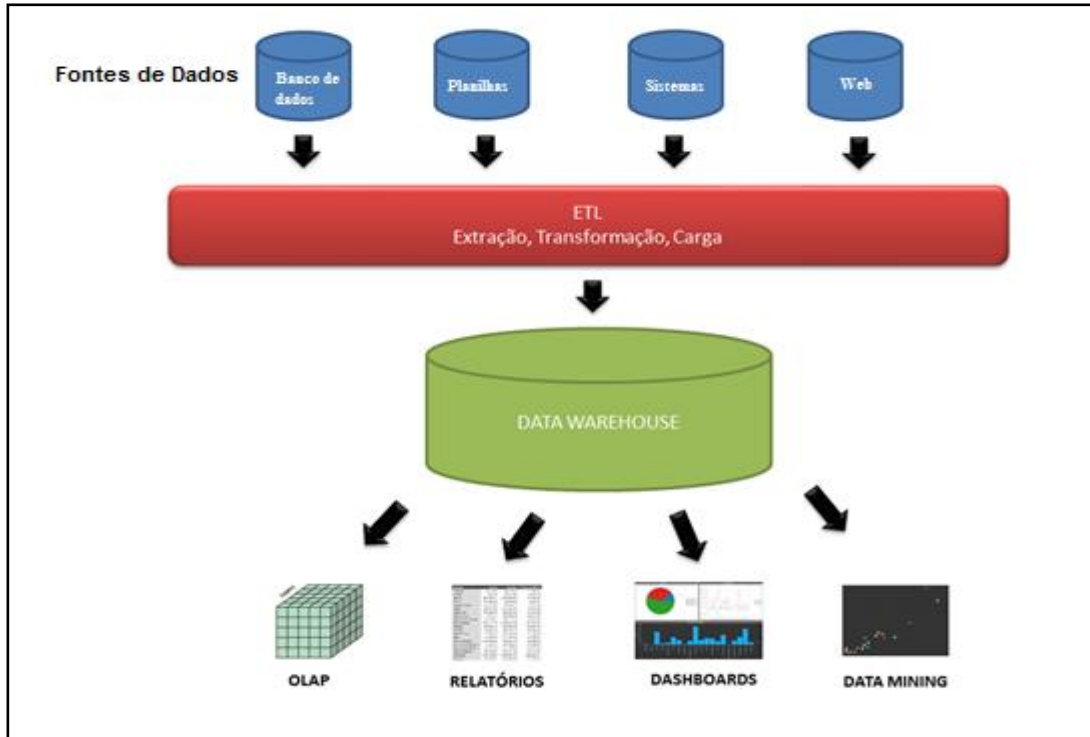 Fontes de Dados
Banco de
dados
Planilhas
Sistemas
Web
ETL
Extração, Transformação, Carga
DATA WAREHOUSE
OLAP
RELATÓRIOS
DASHBOARDS
DATA MINING